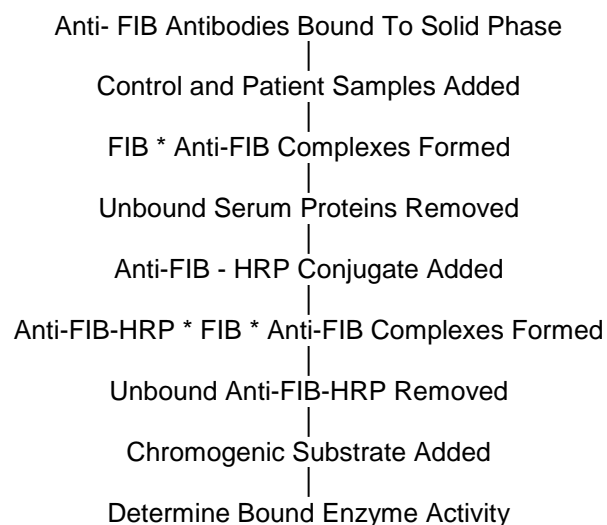 Anti- FIB Antibodies Bound To Solid Phase
Control and Patient Samples Added
FIB * Anti-FIB Complexes Formed
Unbound Serum Proteins Removed
Anti-FIB - HRP Conjugate Added
Anti-FIB-HRP * FIB * Anti-FIB Complexes Formed
Unbound Anti-FIB-HRP Removed
Chromogenic Substrate Added
Determine Bound Enzyme Activity